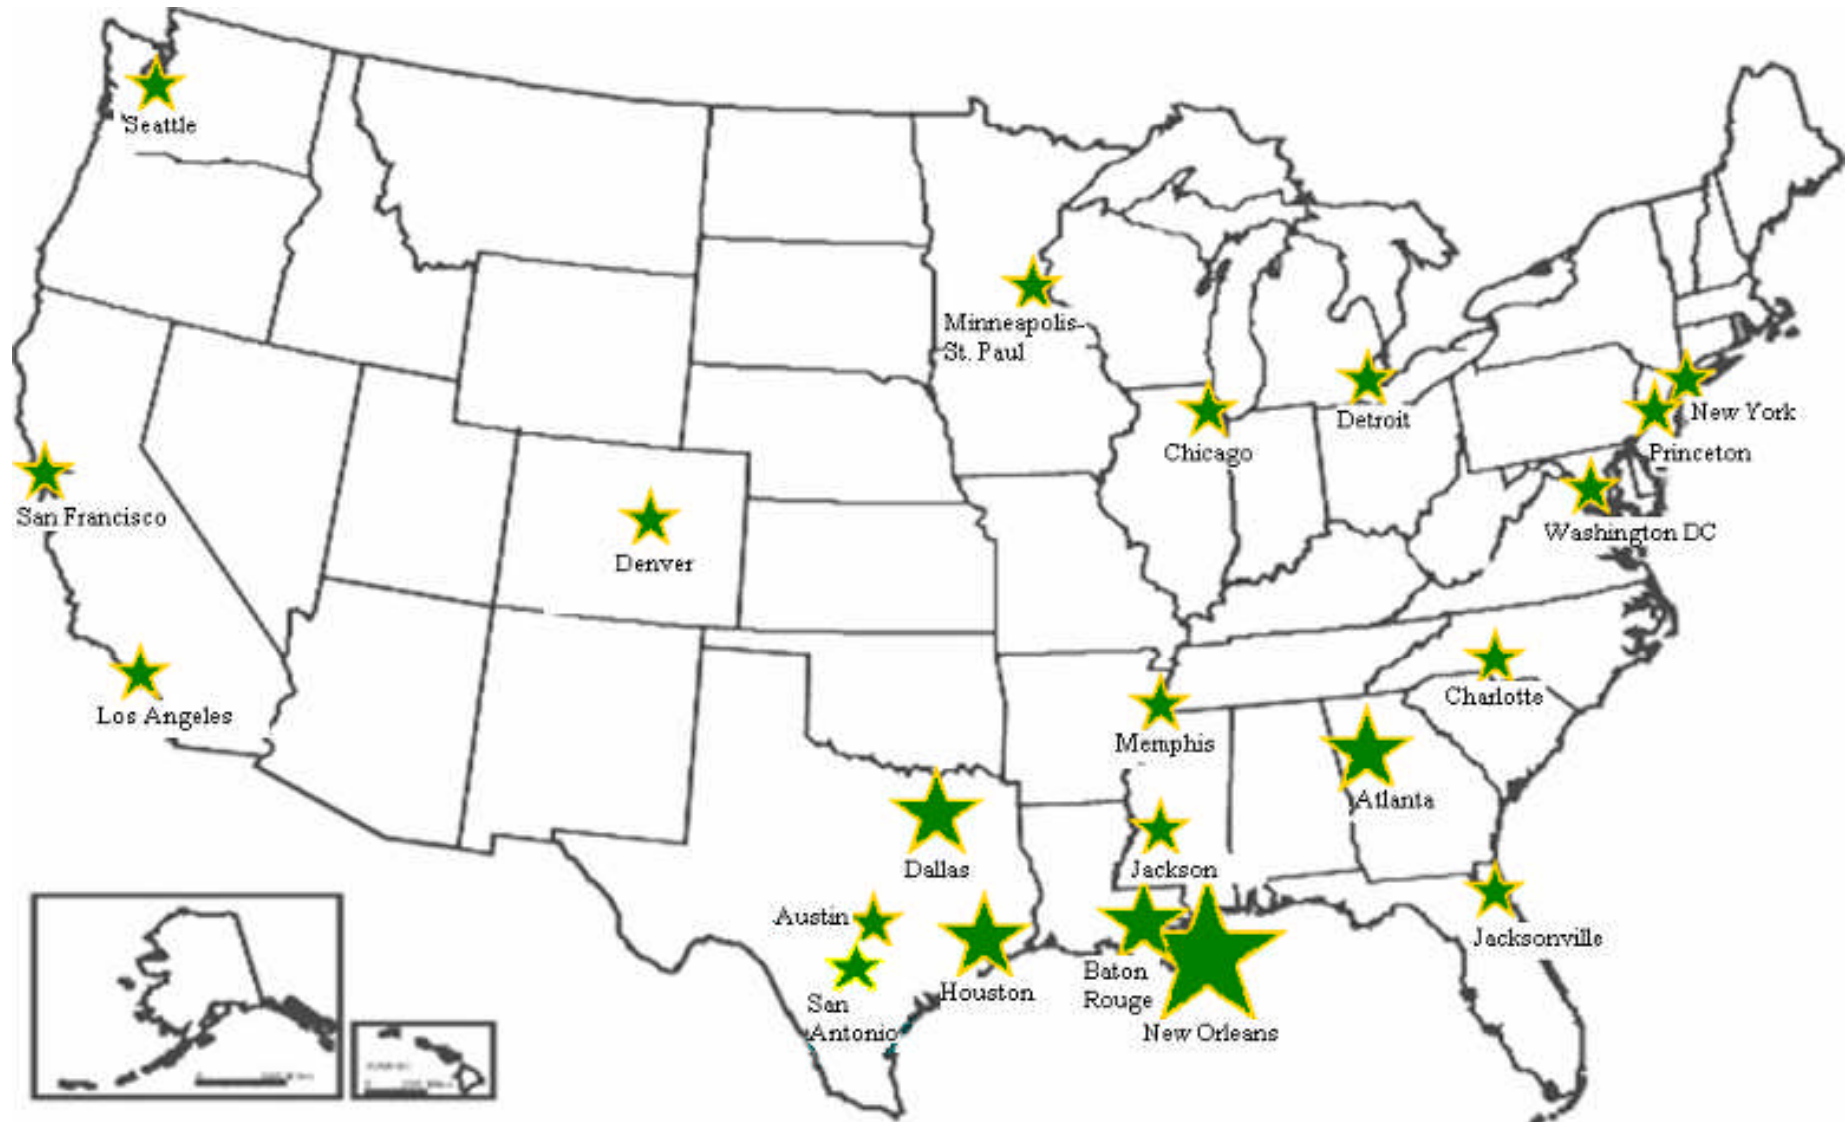 Seattle
Minneapolis-
St. Paul
Detroit
New York
Chicago
Princeton
San Francisco
Washington DC
Denver
Charlotte
Los Angeles
Memphis
Atlanta
Dallas
Jackson
Austin
Jacksonville
Baton
Rouge
Houston
San
Antonio
New Orleans